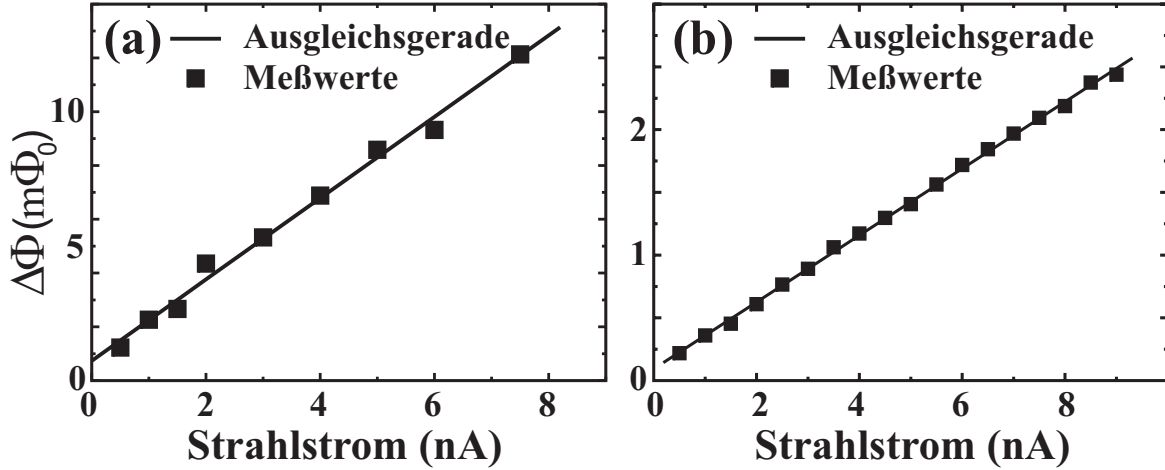 (a)
Ausgleichsgerade
Meßwerte
ΔΦ (mΦ₀)
10
5
0
0 2 4 6 8
Strahlstrom (nA)
(b)
Ausgleichsgerade
Meßwerte
2
1
0
0 2 4 6 8
Strahlstrom (nA)